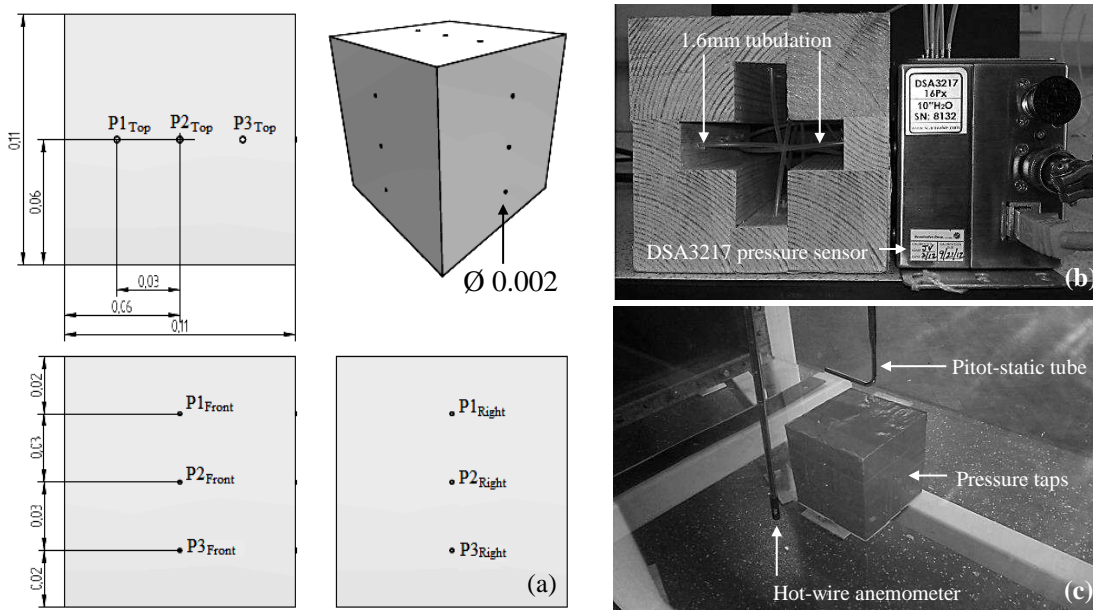 0,11
0,06
P1Top
P2Top
P3Top
0,03
0,06
0,11
Ø 0.002
0,02
0,03
0,03
0,02
P1Front
P2Front
P3Front
P1Right
P2Right
P3Right
(a)
1.6mm tubulation
DSA3217
16Px
10"H2O
SN: 8132
DSA3217 pressure sensor
(b)
Pitot-static tube
Pressure taps
Hot-wire anemometer
(c)